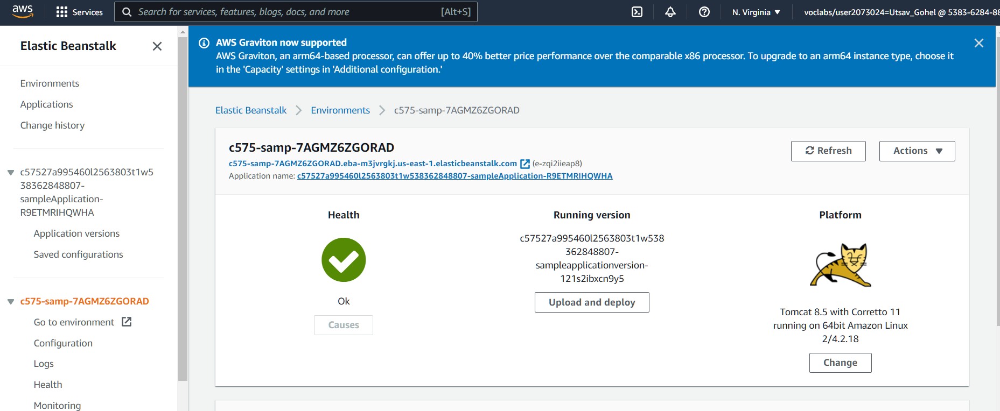 aws
Services
Search for services, features, blogs, docs, and more
[Alt+S]
N. Virginia
voclabs/user2073024=Utsav_Gohel @ 5383-6284-88
Elastic Beanstalk
Environments
Applications
Change history
c57527a995460l2563803t1w5
38362848807-
sampleApplication-
R9ETMRIHQWHA
Application versions
Saved configurations
c575-samp-7AGMZ6ZGORAD
Go to environment
Configuration
Logs
Health
Monitoring
AWS Graviton now supported
AWS Graviton, an arm64-based processor, can offer up to 40% better price performance over the comparable x86 processor. To upgrade to an arm64 instance type, choose it
in the 'Capacity' settings in 'Additional configuration.'
Elastic Beanstalk
Environments
c575-samp-7AGMZ6ZGORAD
c575-samp-7AGMZ6ZGORAD
Refresh
Actions
c575-samp-7AGMZ6ZGORAD.eba-m3jvrgkj.us-east-1.elasticbeanstalk.com (e-zqi2iieap8)
Application name: c57527a995460l2563803t1w538362848807-sampleApplication-R9ETMRIHQWHA
Health
Ok
Causes
Running version
c57527a995460l2563803t1w538
362848807-
sampleapplicationversion-
121s2ibxcn9y5
Upload and deploy
Platform
Tomcat 8.5 with Corretto 11
running on 64bit Amazon Linux
2/4.2.18
Change